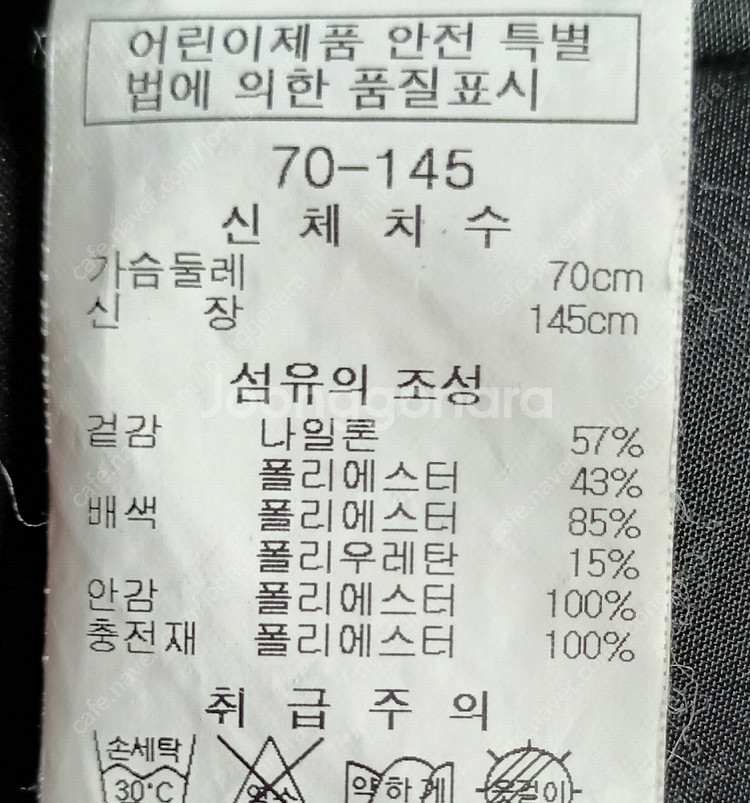 어린이제품 안전 특별
법에 의한 품질표시
70-145
신 체 치 수
가슴둘레 70cm
신 장 145cm
섬유의 조성
Joonggonara
겉감 나일론 57%
폴리에스터 43%
배색 폴리에스터 85%
폴리우레탄 15%
안감 폴리에스터 100%
충전재 폴리에스터 100%
취 급 주 의
손세탁
30°C 약하게 옷걸이